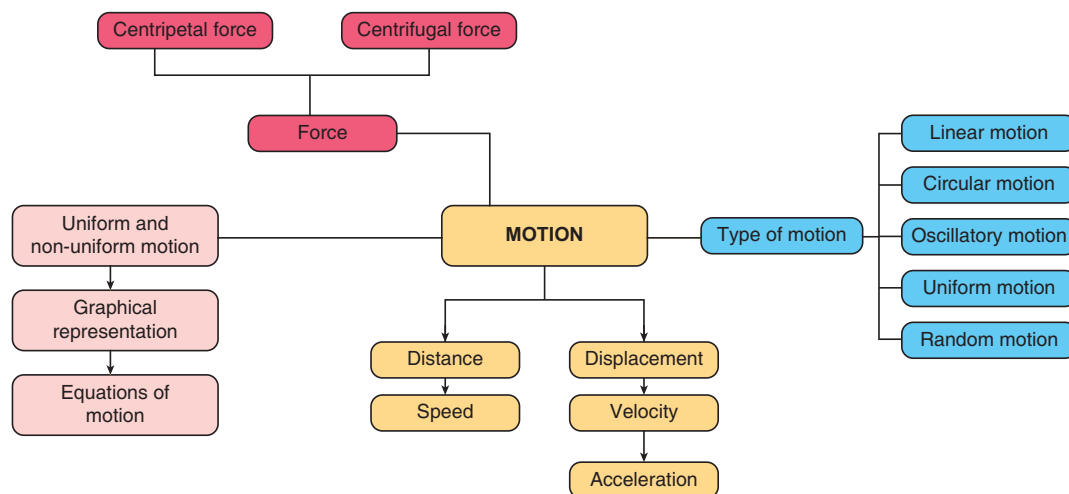 Centripetal force
Centrifugal force
Force
Linear motion
Circular motion
Uniform and
non-uniform motion
MOTION
Type of motion
Oscillatory motion
Uniform motion
Random motion
Graphical
representation
Equations of
motion
Distance
Displacement
Speed
Velocity
Acceleration